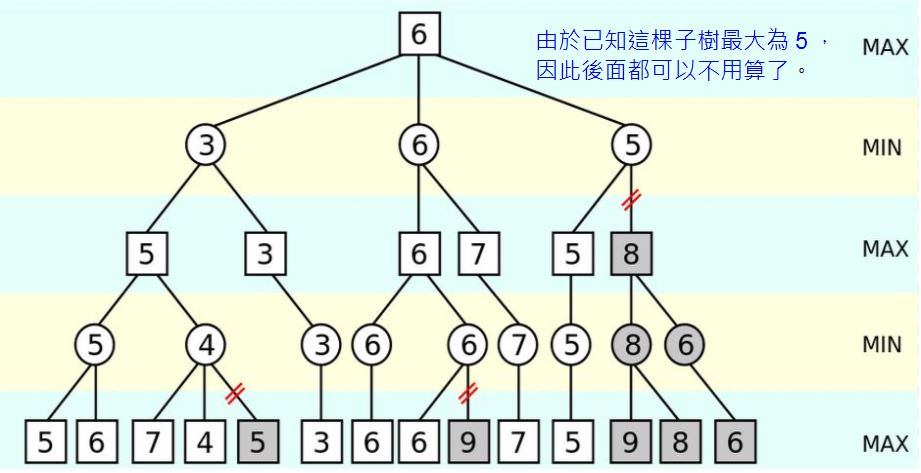 6
由於已知這棵子樹最大為 5 ，
因此後面都可以不用算了。
MAX
3 6 5
MIN
5 3 6 7 5 8
MAX
5 4 3 6 6 7 5 8 6
MIN
5 6 7 4 5 3 6 6 9 7 5 9 8 6
MAX